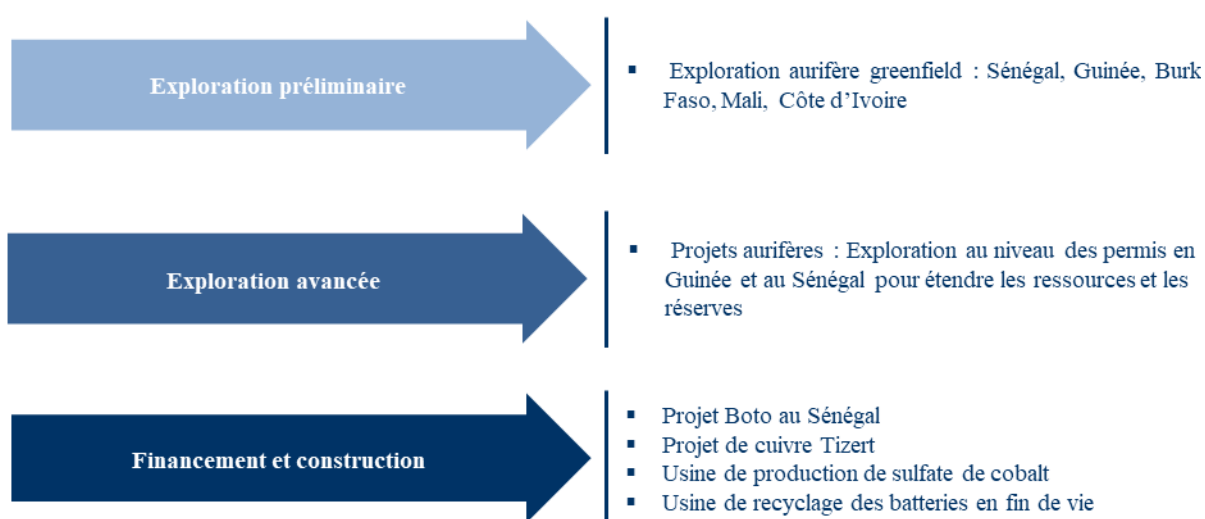 Exploration préliminaire
▪ Exploration aurifère greenfield : Sénégal, Guinée, Burk
Faso, Mali, Côte d’Ivoire
Exploration avancée
▪ Projets aurifères : Exploration au niveau des permis en
Guinée et au Sénégal pour étendre les ressources et les
réserves
Financement et construction
▪ Projet Boto au Sénégal
▪ Projet de cuivre Tizert
▪ Usine de production de sulfate de cobalt
▪ Usine de recyclage des batteries en fin de vie